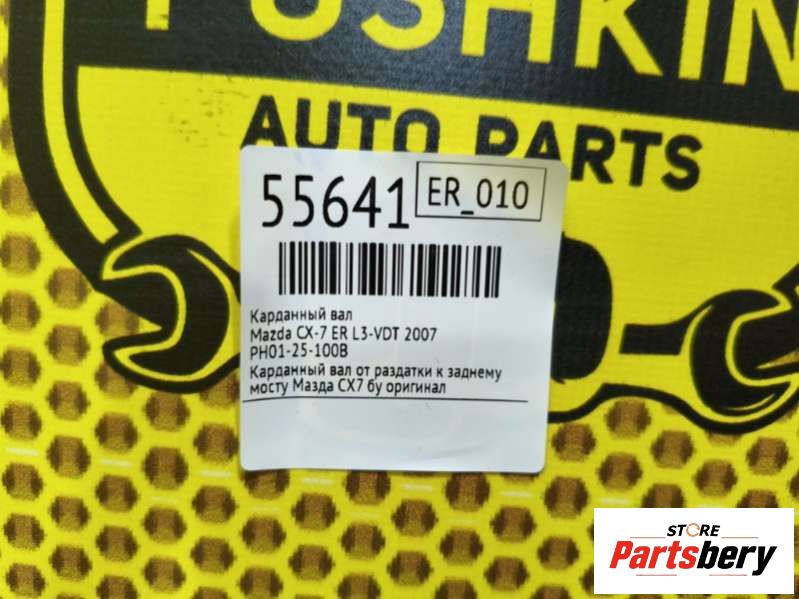 PUSHKIN
AUTO PARTS
55641
ER_010
Карданный вал
Mazda CX-7 ER L3-VDT 2007
PH01-25-100B
Карданный вал от раздатки к заднему
мосту Мазда CX7 бу оригинал
STORE
Partsbery